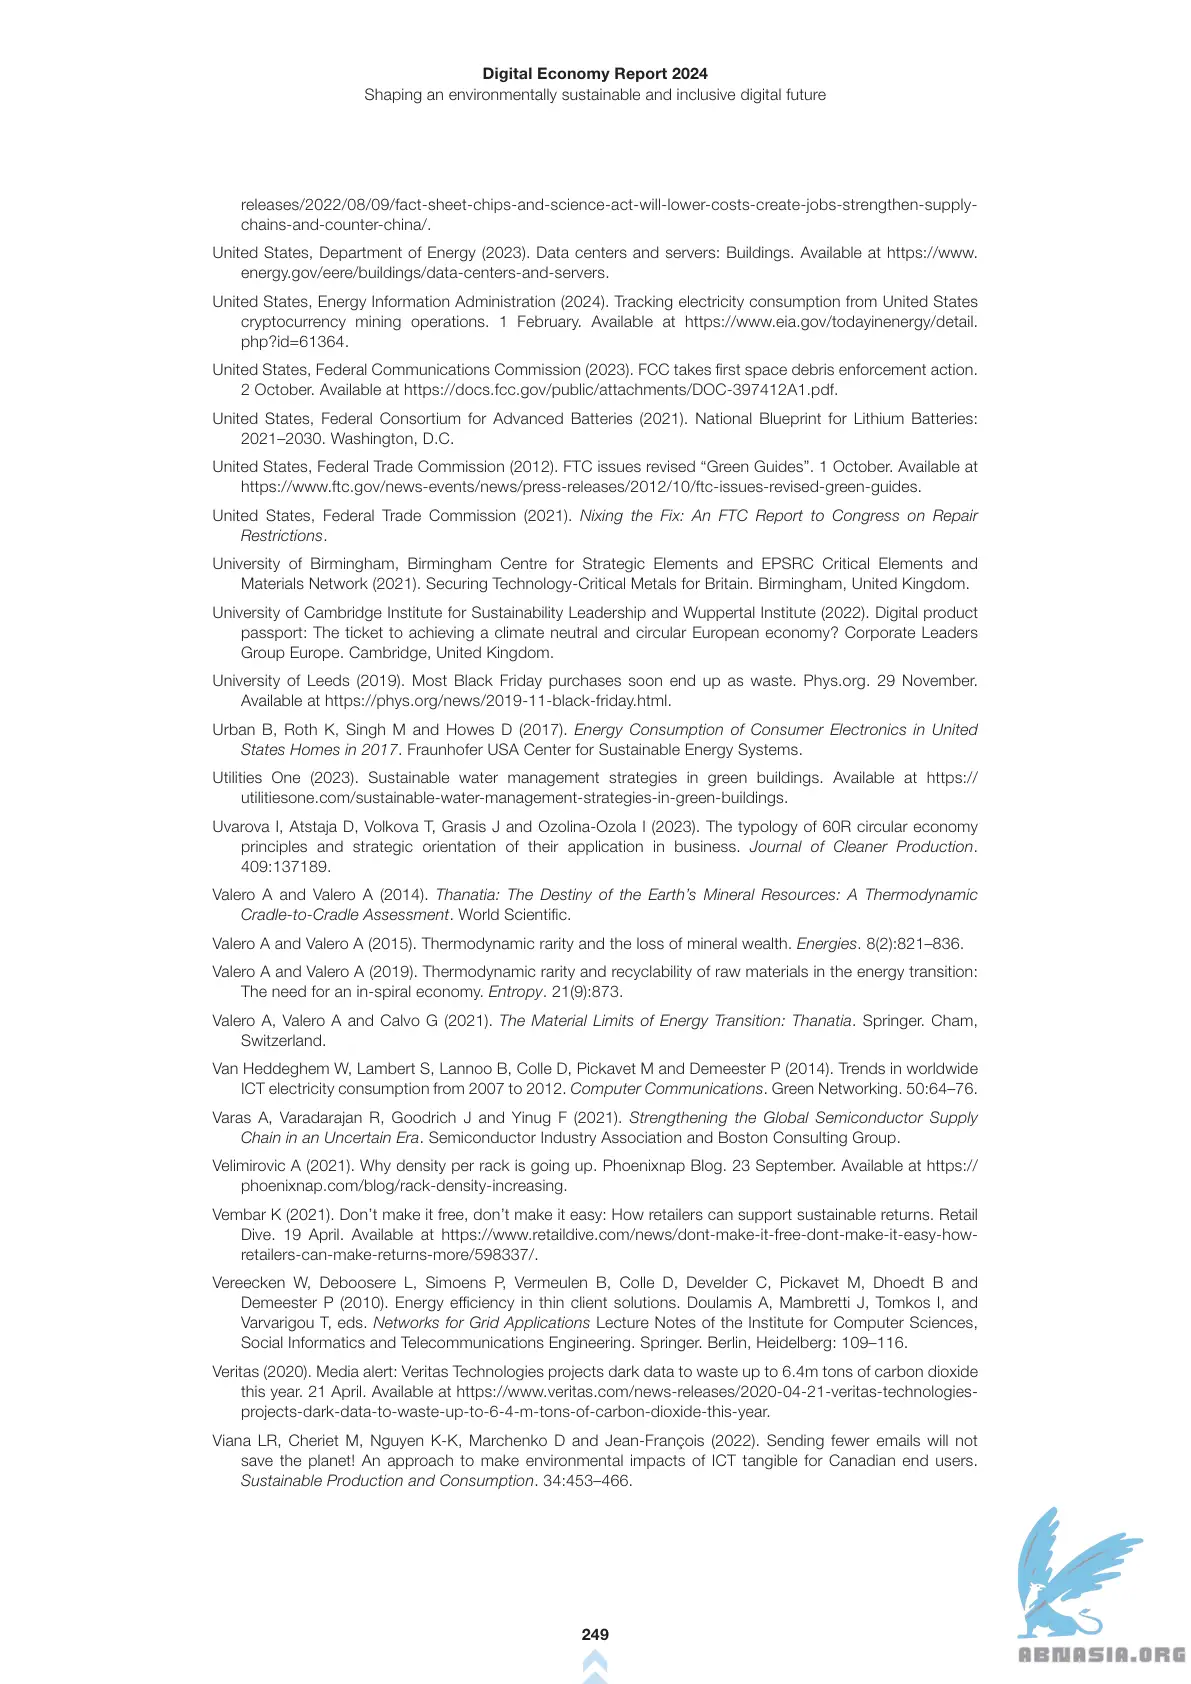 Digital Economy Report 2024
Shaping an environmentally sustainable and inclusive digital future
releases/2022/08/09/fact-sheet-chips-and-science-act-will-lower-costs-create-jobs-strengthen-supply-
chains-and-counter-china/.
United States, Department of Energy (2023). Data centers and servers: Buildings. Available at https://www.
energy.gov/eere/buildings/data-centers-and-servers.
United States, Energy Information Administration (2024). Tracking electricity consumption from United States
cryptocurrency mining operations. 1 February. Available at https://www.eia.gov/todayinenergy/detail.
php?id=61364.
United States, Federal Communications Commission (2023). FCC takes first space debris enforcement action.
2 October. Available at https://docs.fcc.gov/public/attachments/DOC-397412A1.pdf.
United States, Federal Consortium for Advanced Batteries (2021). National Blueprint for Lithium Batteries:
2021–2030. Washington, D.C.
United States, Federal Trade Commission (2012). FTC issues revised “Green Guides”. 1 October. Available at
https://www.ftc.gov/news-events/news/press-releases/2012/10/ftc-issues-revised-green-guides.
United States, Federal Trade Commission (2021). Nixing the Fix: An FTC Report to Congress on Repair
Restrictions.
University of Birmingham, Birmingham Centre for Strategic Elements and EPSRC Critical Elements and
Materials Network (2021). Securing Technology-Critical Metals for Britain. Birmingham, United Kingdom.
University of Cambridge Institute for Sustainability Leadership and Wuppertal Institute (2022). Digital product
passport: The ticket to achieving a climate neutral and circular European economy? Corporate Leaders
Group Europe. Cambridge, United Kingdom.
University of Leeds (2019). Most Black Friday purchases soon end up as waste. Phys.org. 29 November.
Available at https://phys.org/news/2019-11-black-friday.html.
Urban B, Roth K, Singh M and Howes D (2017). Energy Consumption of Consumer Electronics in United
States Homes in 2017. Fraunhofer USA Center for Sustainable Energy Systems.
Utilities One (2023). Sustainable water management strategies in green buildings. Available at https://
utilitiesone.com/sustainable-water-management-strategies-in-green-buildings.
Uvarova I, Atstaja D, Volkova T, Grasis J and Ozolina-Ozola I (2023). The typology of 60R circular economy
principles and strategic orientation of their application in business. Journal of Cleaner Production.
409:137189.
Valero A and Valero A (2014). Thanatia: The Destiny of the Earth’s Mineral Resources: A Thermodynamic
Cradle-to-Cradle Assessment. World Scientific.
Valero A and Valero A (2015). Thermodynamic rarity and the loss of mineral wealth. Energies. 8(2):821–836.
Valero A and Valero A (2019). Thermodynamic rarity and recyclability of raw materials in the energy transition:
The need for an in-spiral economy. Entropy. 21(9):873.
Valero A, Valero A and Calvo G (2021). The Material Limits of Energy Transition: Thanatia. Springer. Cham,
Switzerland.
Van Heddeghem W, Lambert S, Lannoo B, Colle D, Pickavet M and Demeester P (2014). Trends in worldwide
ICT electricity consumption from 2007 to 2012. Computer Communications. Green Networking. 50:64–76.
Varas A, Varadarajan R, Goodrich J and Yinug F (2021). Strengthening the Global Semiconductor Supply
Chain in an Uncertain Era. Semiconductor Industry Association and Boston Consulting Group.
Velimirovic A (2021). Why density per rack is going up. Phoenixnap Blog. 23 September. Available at https://
phoenixnap.com/blog/rack-density-increasing.
Vembar K (2021). Don’t make it free, don’t make it easy: How retailers can support sustainable returns. Retail
Dive. 19 April. Available at https://www.retaildive.com/news/dont-make-it-free-dont-make-it-easy-how-
retailers-can-make-returns-more/598337/.
Vereecken W, Deboosere L, Simoens P, Vermeulen B, Colle D, Develder C, Pickavet M, Dhoedt B and
Demeester P (2010). Energy efficiency in thin client solutions. Doulamis A, Mambretti J, Tomkos I, and
Varvarigou T, eds. Networks for Grid Applications Lecture Notes of the Institute for Computer Sciences,
Social Informatics and Telecommunications Engineering. Springer. Berlin, Heidelberg: 109–116.
Veritas (2020). Media alert: Veritas Technologies projects dark data to waste up to 6.4m tons of carbon dioxide
this year. 21 April. Available at https://www.veritas.com/news-releases/2020-04-21-veritas-technologies-
projects-dark-data-to-waste-up-to-6-4-m-tons-of-carbon-dioxide-this-year.
Viana LR, Cheriet M, Nguyen K-K, Marchenko D and Jean-François (2022). Sending fewer emails will not
save the planet! An approach to make environmental impacts of ICT tangible for Canadian end users.
Sustainable Production and Consumption. 34:453–466.
249
ABNASIA.ORG